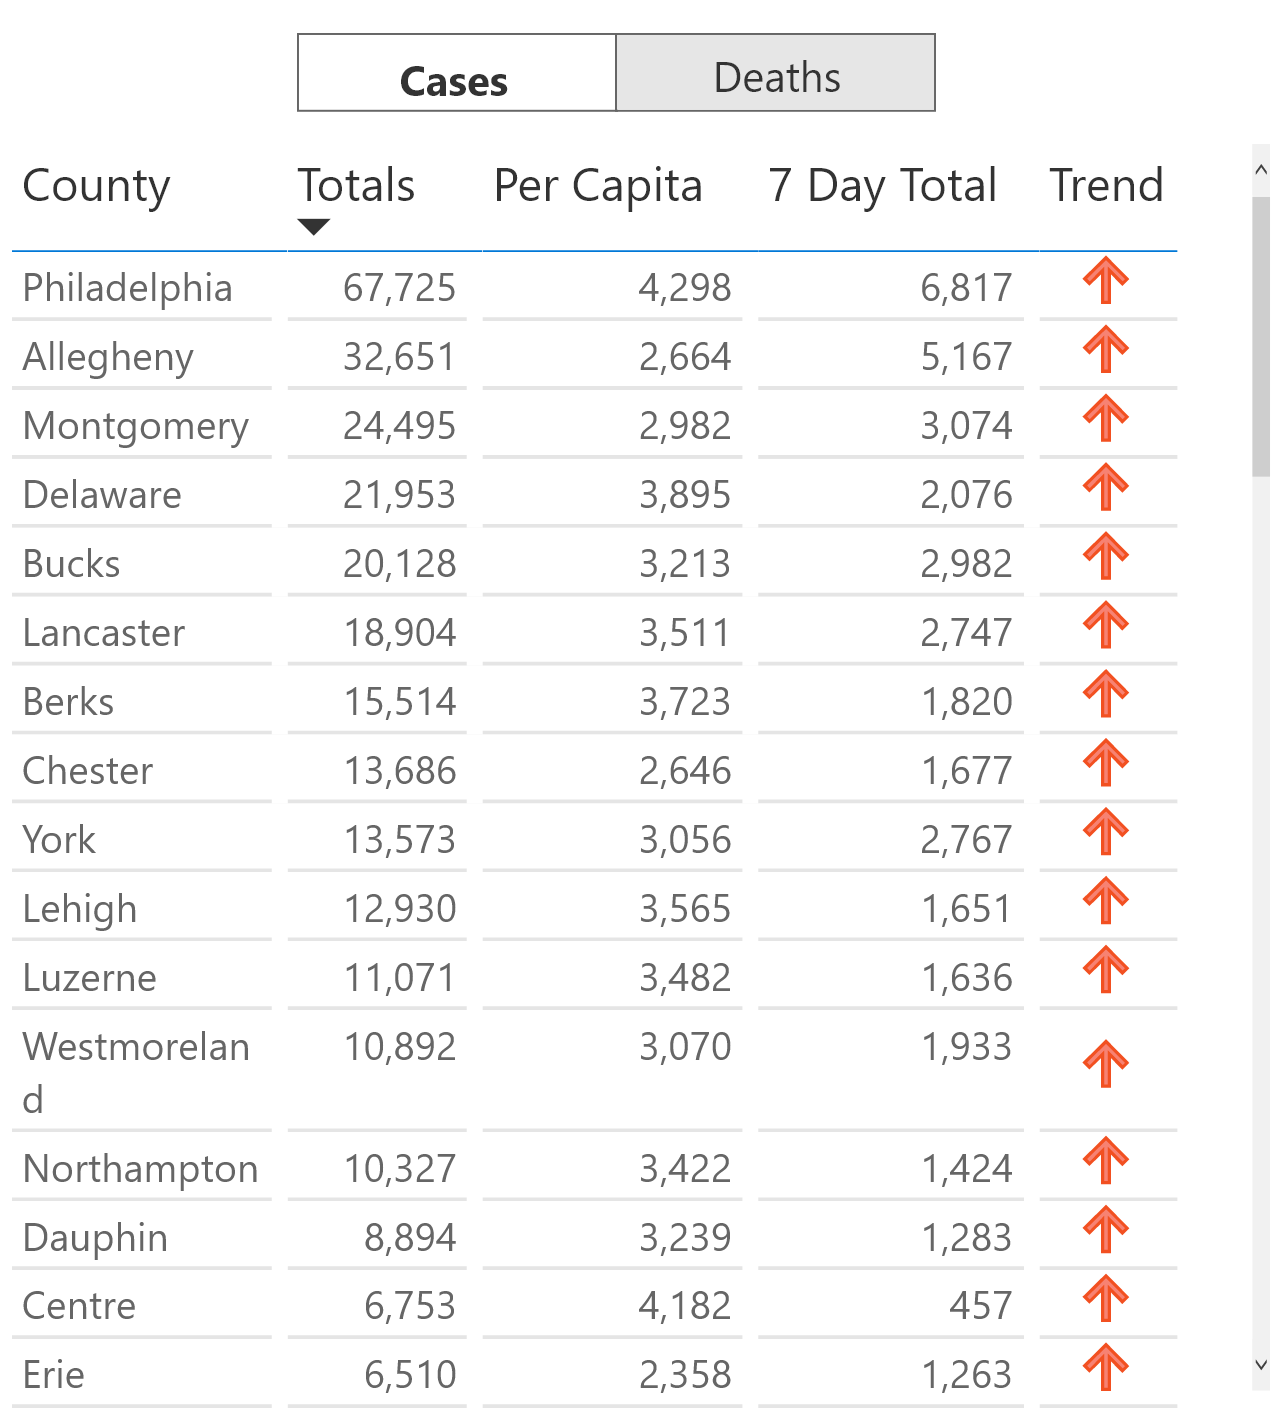 Cases Deaths
County Totals Per Capita 7 Day Total Trend
Philadelphia 67,725 4,298 6,817
Allegheny 32,651 2,664 5,167
Montgomery 24,495 2,982 3,074
Delaware 21,953 3,895 2,076
Bucks 20,128 3,213 2,982
Lancaster 18,904 3,511 2,747
Berks 15,514 3,723 1,820
Chester 13,686 2,646 1,677
York 13,573 3,056 2,767
Lehigh 12,930 3,565 1,651
Luzerne 11,071 3,482 1,636
Westmorelan 10,892 3,070 1,933
d
Northampton 10,327 3,422 1,424
Dauphin 8,894 3,239 1,283
Centre 6,753 4,182 457
Erie 6,510 2,358 1,263